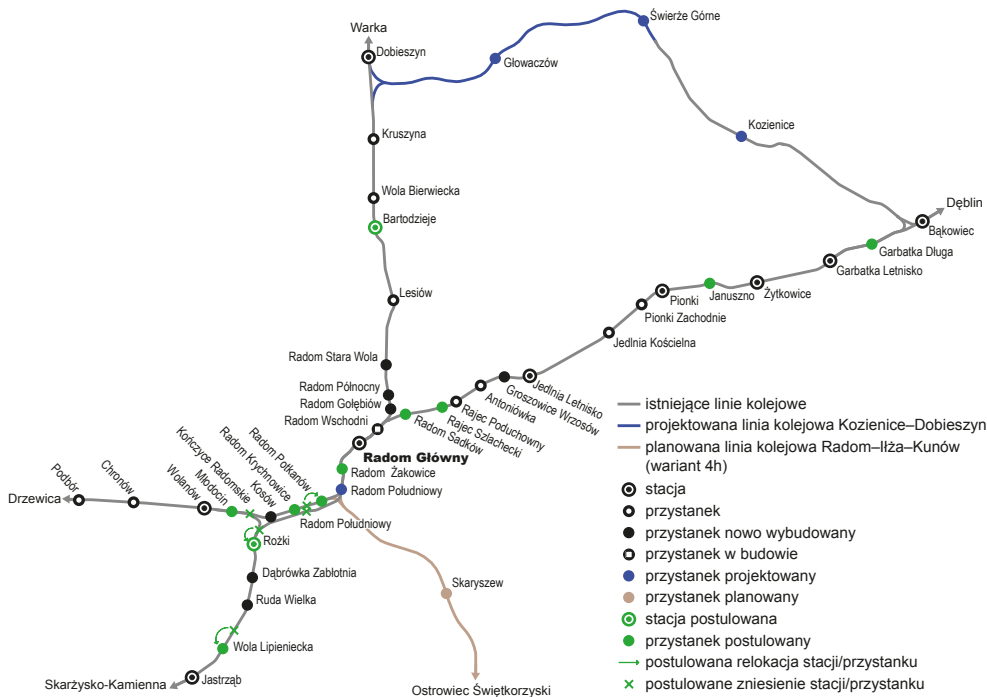 Świerże Górne
Warka
Dobieszyn
Głowaczów
Kozienice
Kruszyna
Wola Bierwiecka
Bartodzieje
Dęblin
Bąkowiec
Garbatka Długa
Garbatka Letnisko
Żytkowice
Januszno
Pionki
Pionki Zachodnie
Jedlnia Kościelna
Lesiów
Radom Stara Wola
Radom Północny
Radom Gołębiów
Radom Wschodni
Jedlnia Letnisko
Groszowice Wrzosów
Antoniówka
Rajec Poduchowny
Rajec Szlachecki
Radom Sadków
Radom Główny
Radom Żakowice
Radom Południowy
Radom Potkanów
Radom Krychnowice
Kosów
Kończyce Radomskie
Młodocin
Wolanów
Chronów
Podbór
Drzewica
Radom Południowy
Rożki
Dąbrówka Zabłotnia
Ruda Wielka
Wola Lipieniecka
Jastrząb
Skarżysko-Kamienna
Skaryszew
Ostrowiec Świętkorzyski
istniejące linie kolejowe
projektowana linia kolejowa Kozienice–Dobieszyn
planowana linia kolejowa Radom–Iłża–Kunów
(wariant 4h)
stacja
przystanek
przystanek nowo wybudowany
przystanek w budowie
przystanek projektowany
przystanek planowany
stacja postulowana
przystanek postulowany
postulowana relokacja stacji/przystanku
postulowane zniesienie stacji/przystanku